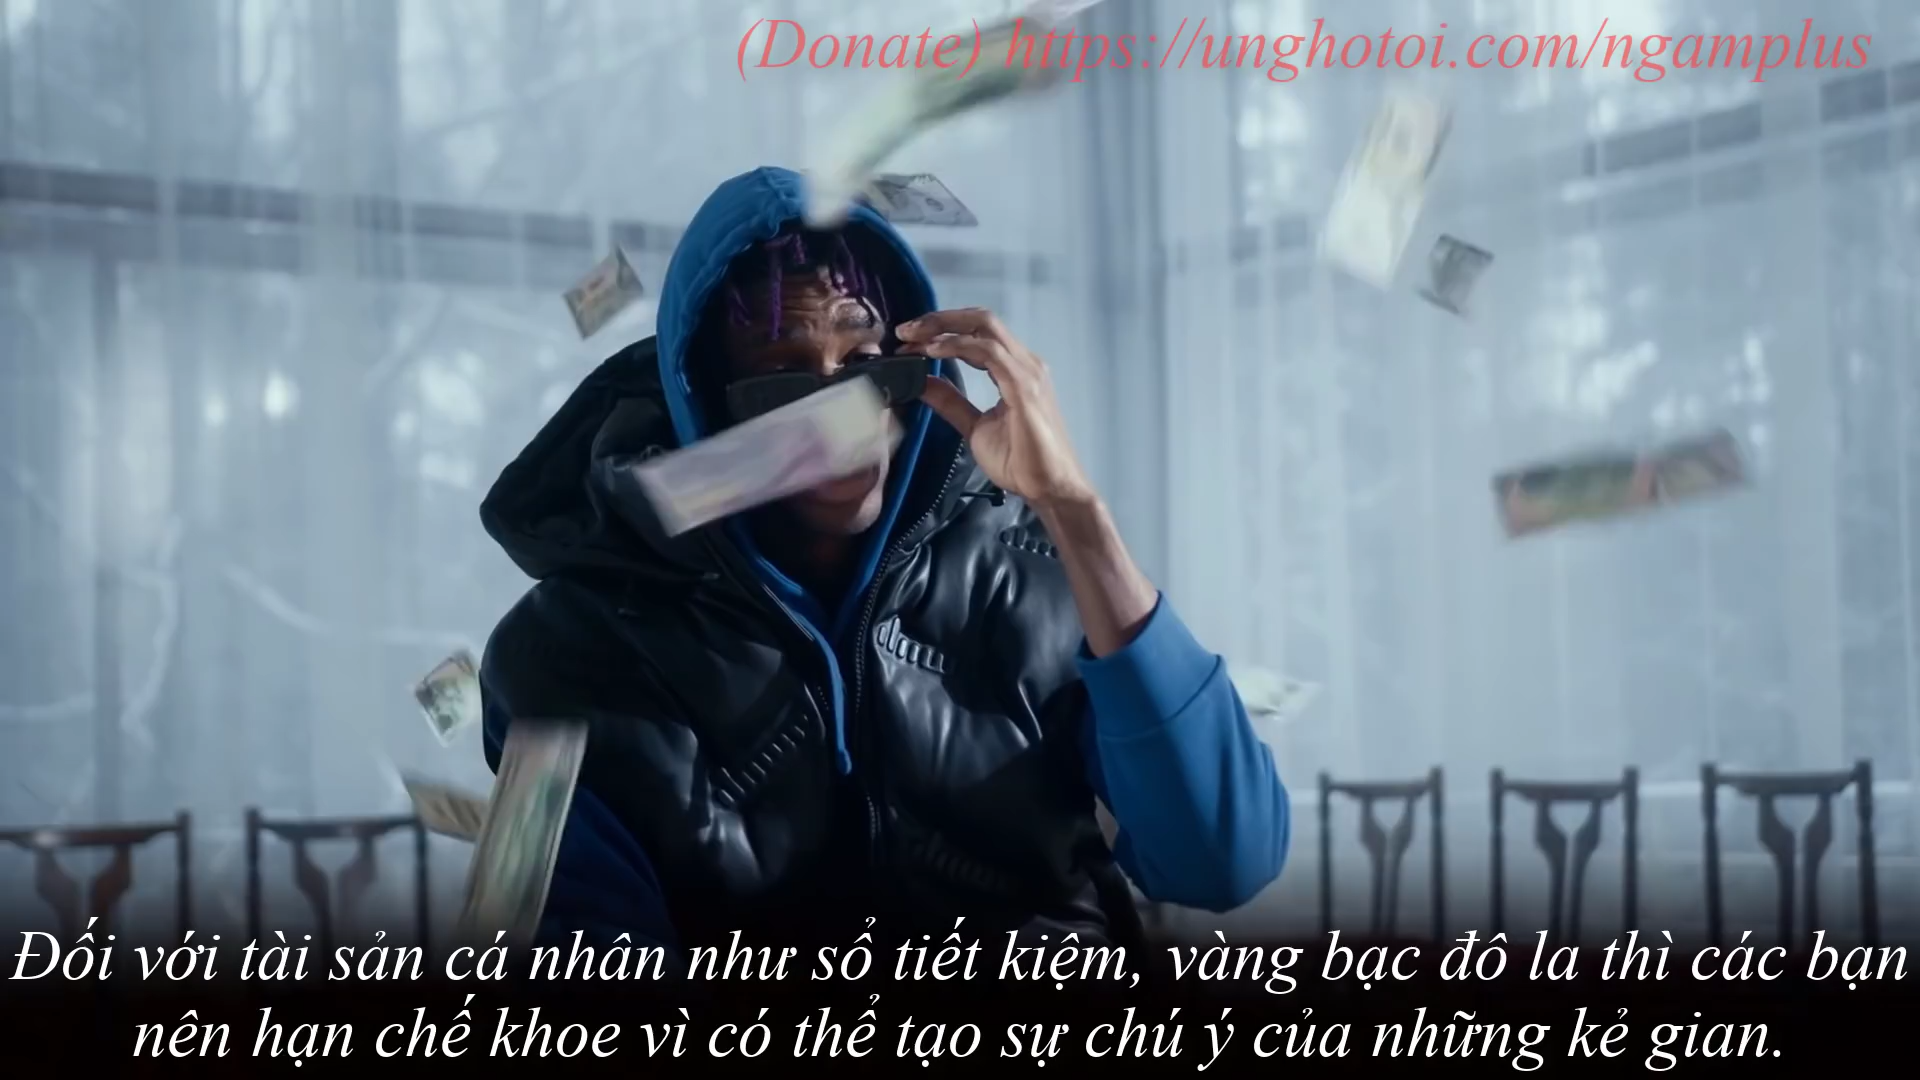 (Donate) https://unghotoi.com/ngamplus
Đối với tài sản cá nhân như sổ tiết kiệm, vàng bạc đô la thì các bạn
nên hạn chế khoe vì có thể tạo sự chú ý của những kẻ gian.